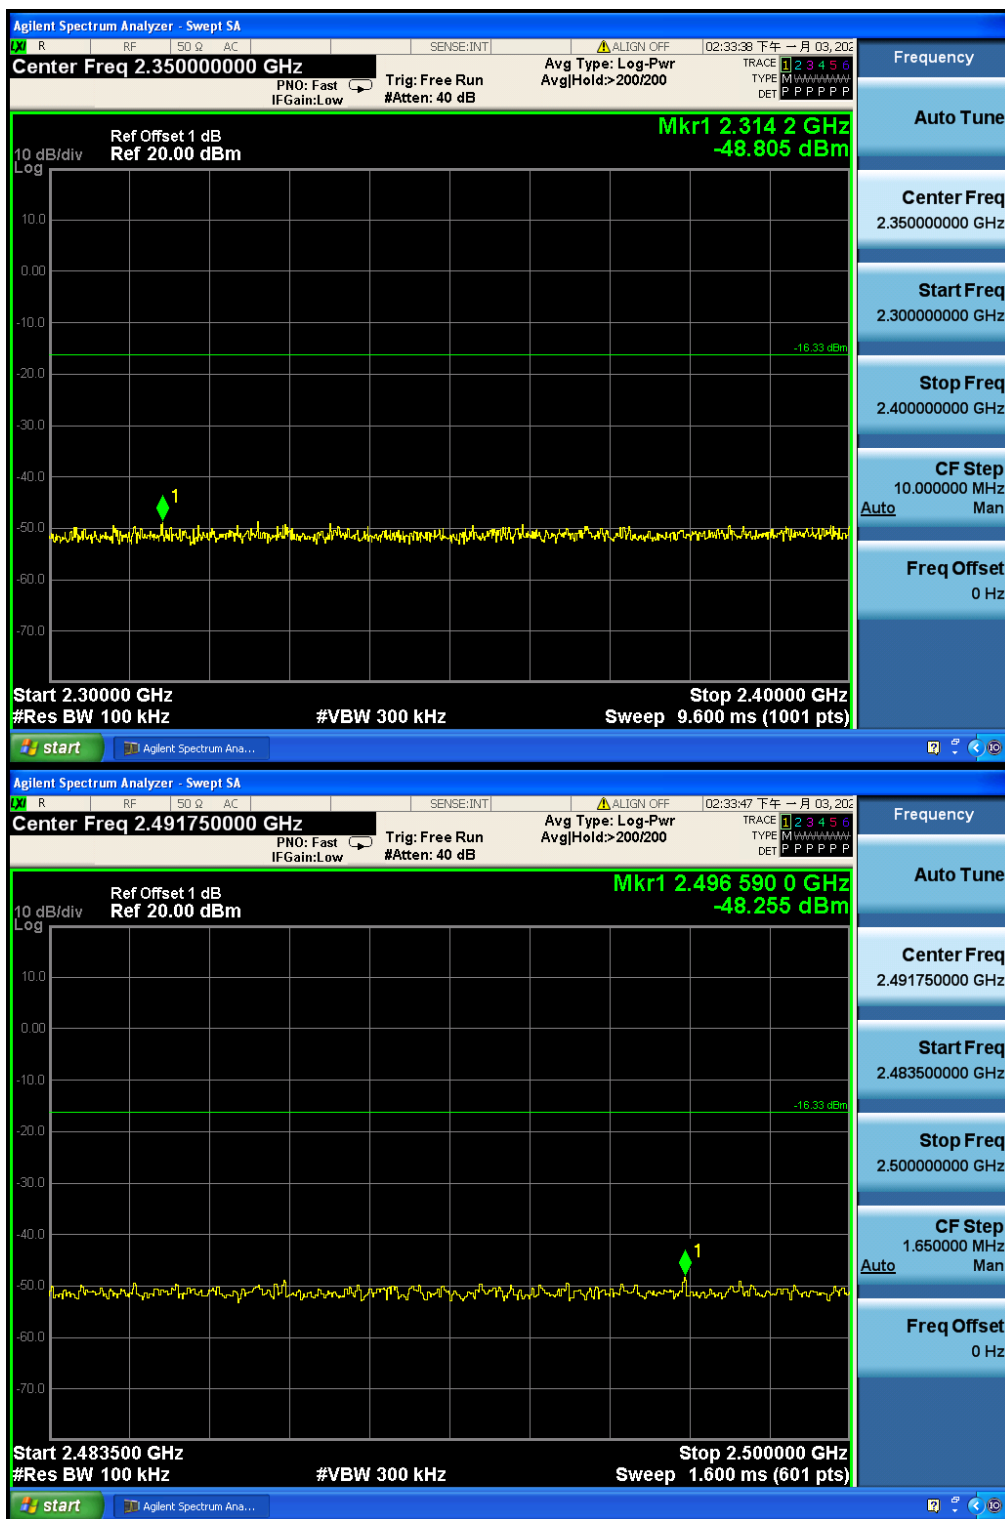 Agilent Spectrum Analyzer - Swept SA
LXI R RF 50 Ω AC SENSE:INT ALIGN OFF 02:33:38 下午 一月 03, 202
Center Freq 2.350000000 GHz
PNO: Fast
IFGain:Low
Trig: Free Run
#Atten: 40 dB
Avg Type: Log-Pwr
Avg|Hold:>200/200
TRACE 1 2 3 4 5 6
TYPE M WWWWW
DET P P P P P P
Mkr1 2.314 2 GHz
-48.805 dBm
Ref Offset 1 dB
10 dB/div Ref 20.00 dBm
Log
10.0
0.00
-10.0
-16.33 dBm
-20.0
-30.0
-40.0
1
-50.0
-60.0
-70.0
Start 2.30000 GHz Stop 2.40000 GHz
#Res BW 100 kHz #VBW 300 kHz Sweep 9.600 ms (1001 pts)
Frequency
Auto Tune
Center Freq
2.350000000 GHz
Start Freq
2.300000000 GHz
Stop Freq
2.400000000 GHz
CF Step
10.000000 MHz
Auto Man
Freq Offset
0 Hz
start Agilent Spectrum Ana...
Agilent Spectrum Analyzer - Swept SA
LXI R RF 50 Ω AC SENSE:INT ALIGN OFF 02:33:47 下午 一月 03, 202
Center Freq 2.491750000 GHz
PNO: Fast
IFGain:Low
Trig: Free Run
#Atten: 40 dB
Avg Type: Log-Pwr
Avg|Hold:>200/200
TRACE 1 2 3 4 5 6
TYPE M WWWWW
DET P P P P P P
Mkr1 2.496 590 0 GHz
-48.255 dBm
Ref Offset 1 dB
10 dB/div Ref 20.00 dBm
Log
10.0
0.00
-10.0
-16.33 dBm
-20.0
-30.0
-40.0
1
-50.0
-60.0
-70.0
Start 2.483500 GHz Stop 2.500000 GHz
#Res BW 100 kHz #VBW 300 kHz Sweep 1.600 ms (601 pts)
Frequency
Auto Tune
Center Freq
2.491750000 GHz
Start Freq
2.483500000 GHz
Stop Freq
2.500000000 GHz
CF Step
1.650000 MHz
Auto Man
Freq Offset
0 Hz
start Agilent Spectrum Ana...